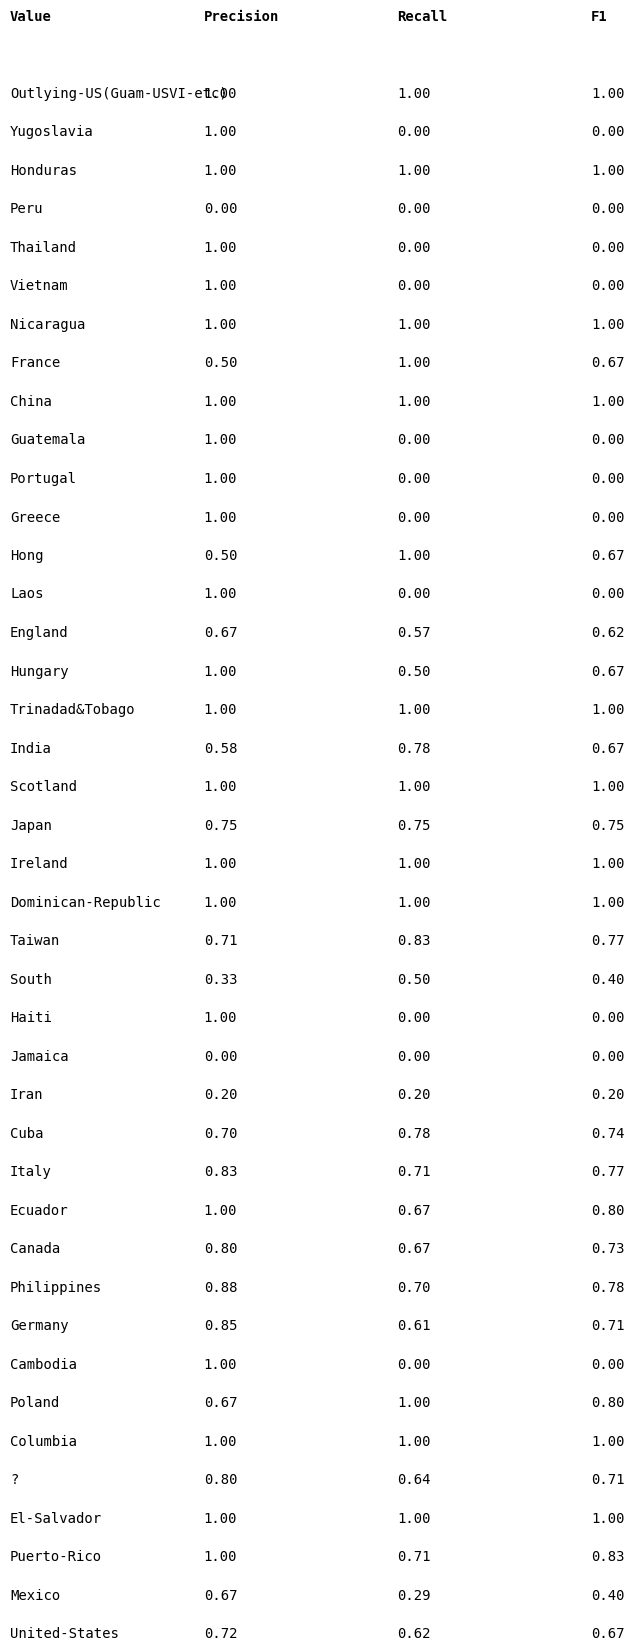 Value Precision Recall F1
Outlying-US(Guam-USVI-etc) 1.00 1.00 1.00
Yugoslavia 1.00 0.00 0.00
Honduras 1.00 1.00 1.00
Peru 0.00 0.00 0.00
Thailand 1.00 0.00 0.00
Vietnam 1.00 0.00 0.00
Nicaragua 1.00 1.00 1.00
France 0.50 1.00 0.67
China 1.00 1.00 1.00
Guatemala 1.00 0.00 0.00
Portugal 1.00 0.00 0.00
Greece 1.00 0.00 0.00
Hong 0.50 1.00 0.67
Laos 1.00 0.00 0.00
England 0.67 0.57 0.62
Hungary 1.00 0.50 0.67
Trinadad&Tobago 1.00 1.00 1.00
India 0.58 0.78 0.67
Scotland 1.00 1.00 1.00
Japan 0.75 0.75 0.75
Ireland 1.00 1.00 1.00
Dominican-Republic 1.00 1.00 1.00
Taiwan 0.71 0.83 0.77
South 0.33 0.50 0.40
Haiti 1.00 0.00 0.00
Jamaica 0.00 0.00 0.00
Iran 0.20 0.20 0.20
Cuba 0.70 0.78 0.74
Italy 0.83 0.71 0.77
Ecuador 1.00 0.67 0.80
Canada 0.80 0.67 0.73
Philippines 0.88 0.70 0.78
Germany 0.85 0.61 0.71
Cambodia 1.00 0.00 0.00
Poland 0.67 1.00 0.80
Columbia 1.00 1.00 1.00
? 0.80 0.64 0.71
El-Salvador 1.00 1.00 1.00
Puerto-Rico 1.00 0.71 0.83
Mexico 0.67 0.29 0.40
United-States 0.72 0.62 0.67